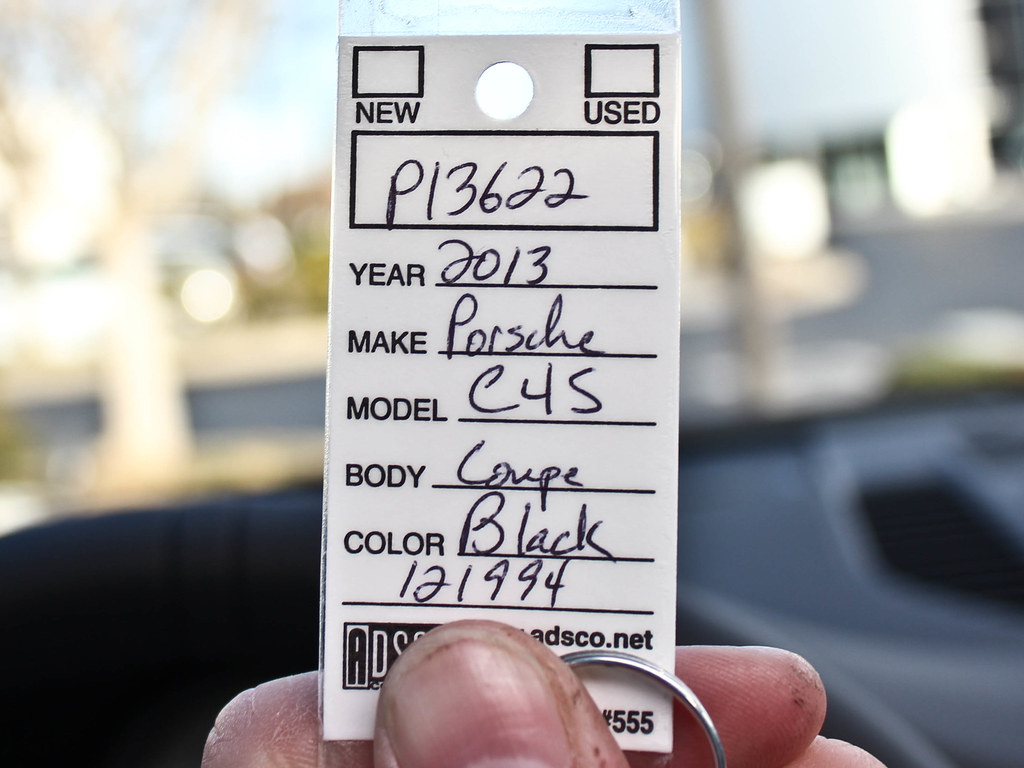 NEW USED
P13622
YEAR 2013
MAKE Porsche
MODEL C4S
BODY Coupe
COLOR Black
121994
adsco.net
#555